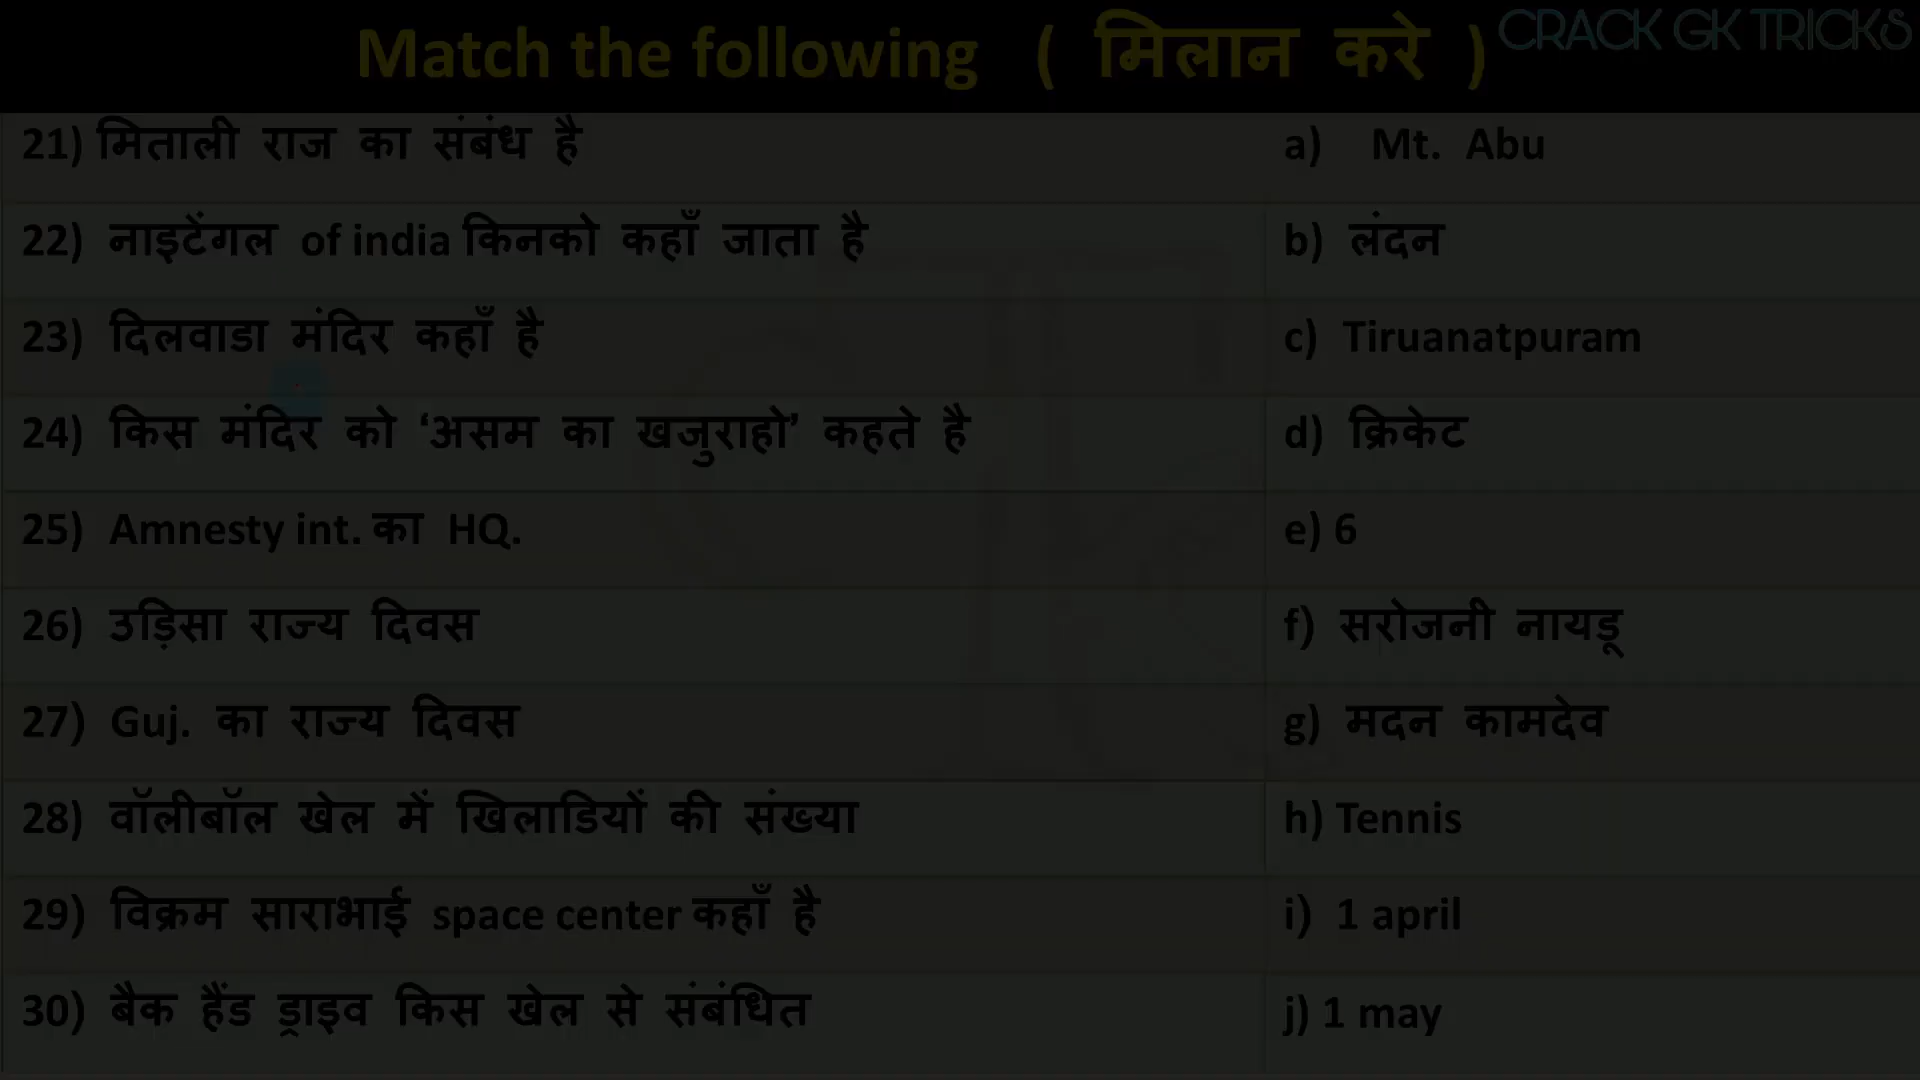 Match the following ( मिलान करे )
CRACK GK TRICKS
21) मिताली राज का संबंध है
a) Mt. Abu
22) नाइटेंगल of india किनको कहाँ जाता है
b) लंदन
23) दिलवाडा मंदिर कहाँ है
c) Tiruanatpuram
24) किस मंदिर को ‘असम का खजुराहो’ कहते है
d) क्रिकेट
25) Amnesty int. का HQ.
e) 6
26) उड़िसा राज्य दिवस
f) सरोजनी नायडू
27) Guj. का राज्य दिवस
g) मदन कामदेव
28) वॉलीबॉल खेल में खिलाडियों की संख्या
h) Tennis
29) विक्रम साराभाई space center कहाँ है
i) 1 april
30) बैक हैंड ड्राइव किस खेल से संबंधित
j) 1 may